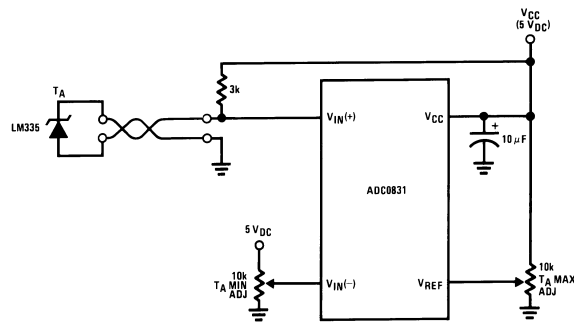 VCC
(5 VDC)
TA
LM335
3k
VIN(+)
VCC
+
10 μF
ADC0831
5 VDC
10k
TA MIN
ADJ
VIN(−)
VREF
10k
TA MAX
ADJ